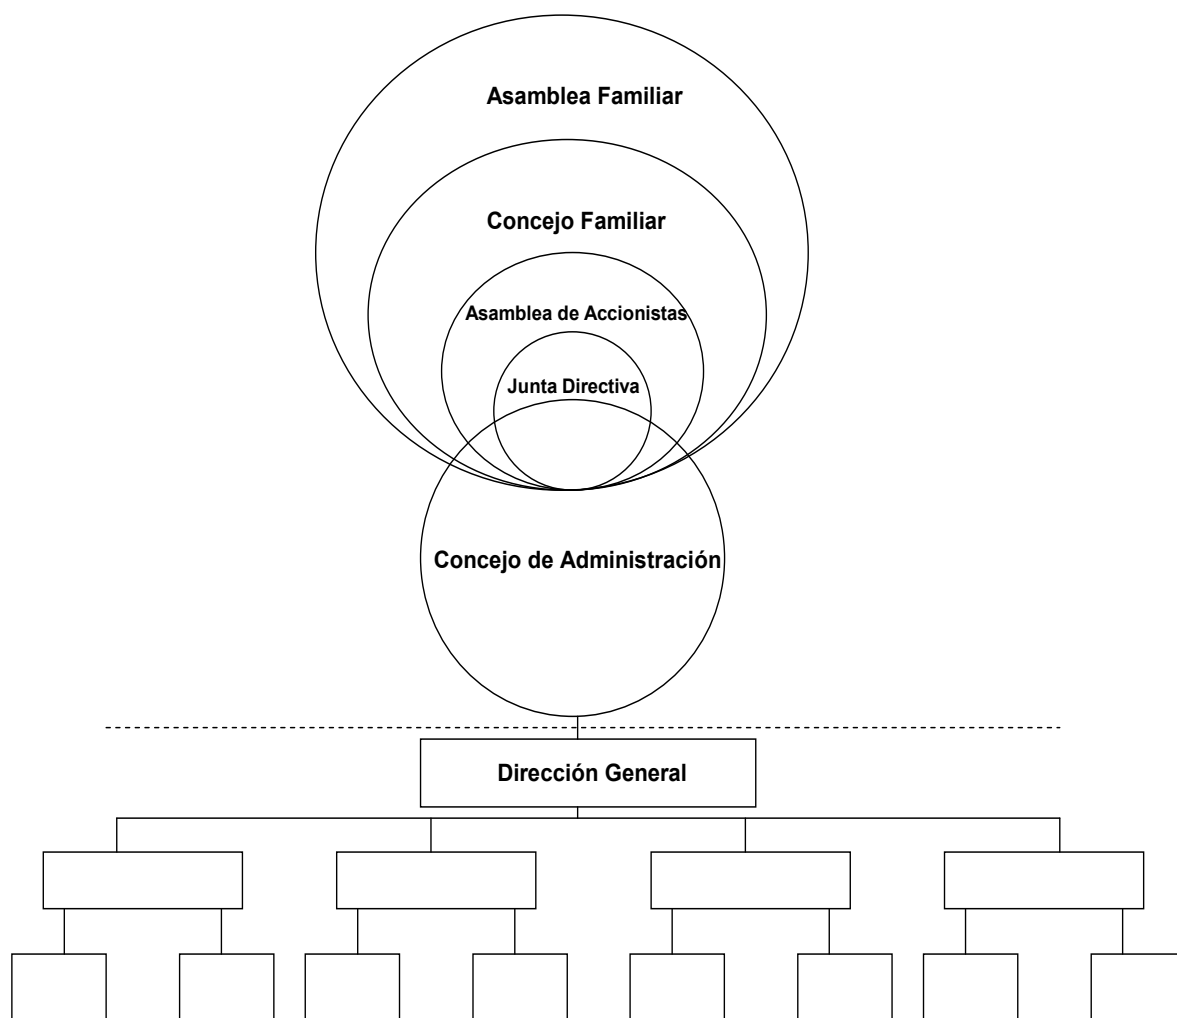 Asamblea Familiar
Concejo Familiar
Asamblea de Accionistas
Junta Directiva
Concejo de Administración
Dirección General